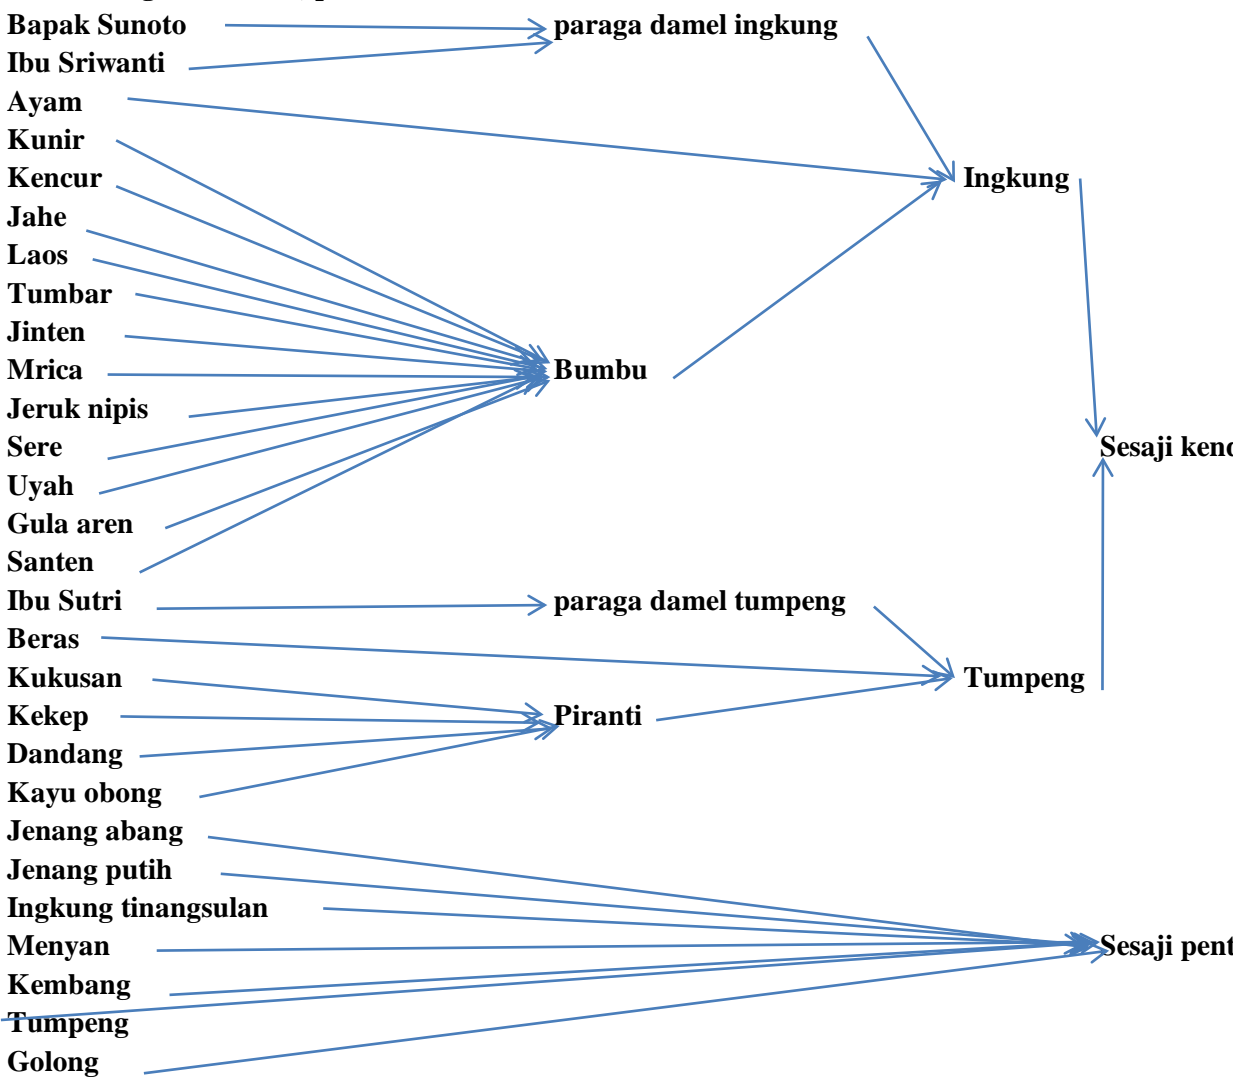 Bapak Sunoto paraga damel ingkung
Ibu Sriwanti
Ayam
Kunir
Kencur Ingkung
Jahe
Laos
Tumbar
Jinten
Mrica Bumbu
Jeruk nipis
Sere Sesaji
Uyah
Gula aren
Santen
Ibu Sutri paraga damel tumpeng
Beras
Kukusan Tumpeng
Kekep Piranti
Dandang
Kayu obong
Jenang abang
Jenang putih
Ingkung tinangsulan
Menyan Sesaji
Kembang
Tumpeng
Golong